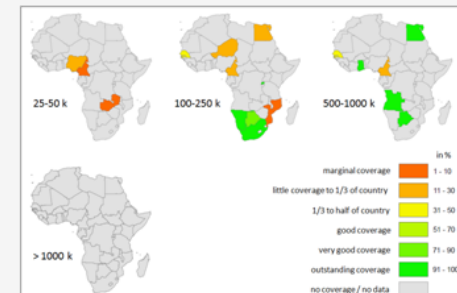 25-50 k
100-250 k
500-1000 k
> 1000 k
in %
marginal coverage 1 - 10
little coverage to 1/3 of country 11 - 30
1/3 to half of country 31 - 50
good coverage 51 - 70
very good coverage 71 - 90
outstanding coverage 91 - 100
no coverage / no data